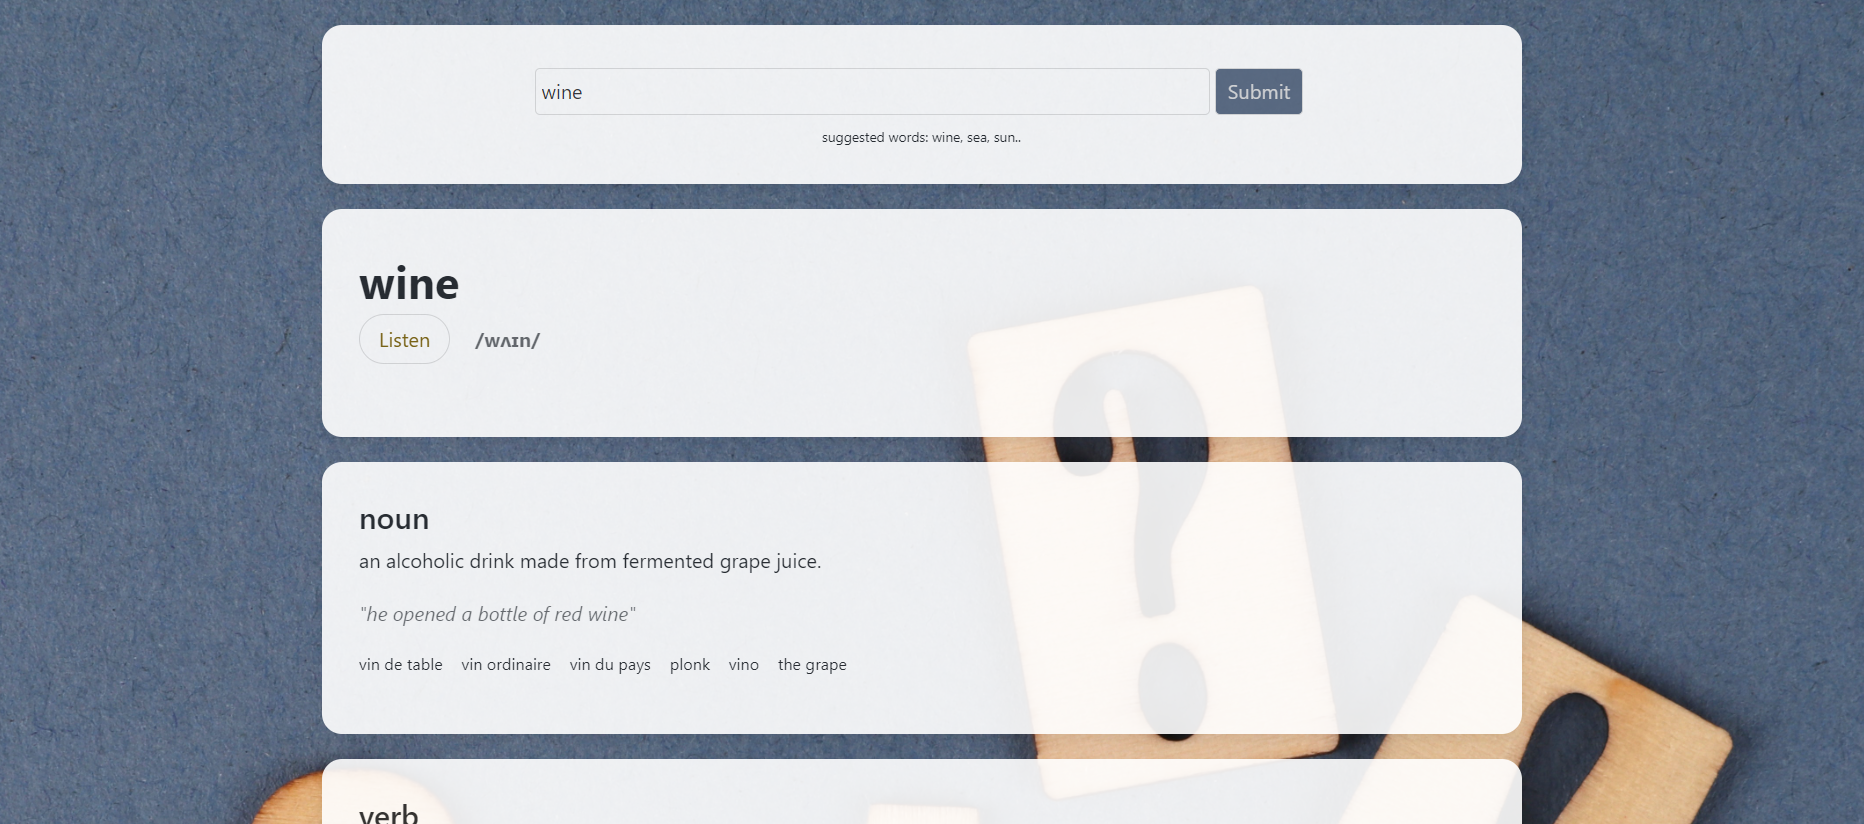 wine
Submit
suggested words: wine, sea, sun..
wine
Listen /wʌɪn/
noun
an alcoholic drink made from fermented grape juice.
"he opened a bottle of red wine"
vin de table vin ordinaire vin du pays plonk vino the grape
verb